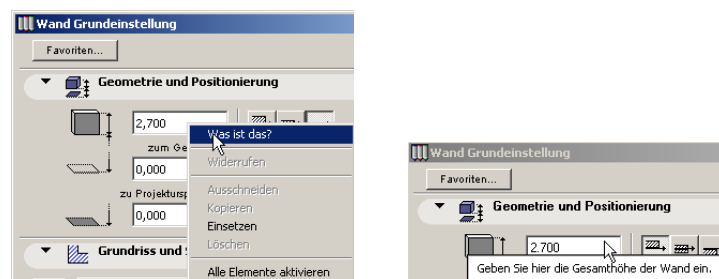 Wand Grundeinstellung
Favoriten...
Geometrie und Positionierung
2,700
Was ist das?
zum Ge
Widerrufen
0,000
zu Projektursp
Ausschneiden
Kopieren
0,000
Einsetzen
Löschen
Grundriss und
Alle Elemente aktivieren
Wand Grundeinstellung
Favoriten...
Geometrie und Positionierung
2.700
Geben Sie hier die Gesamthöhe der Wand ein.